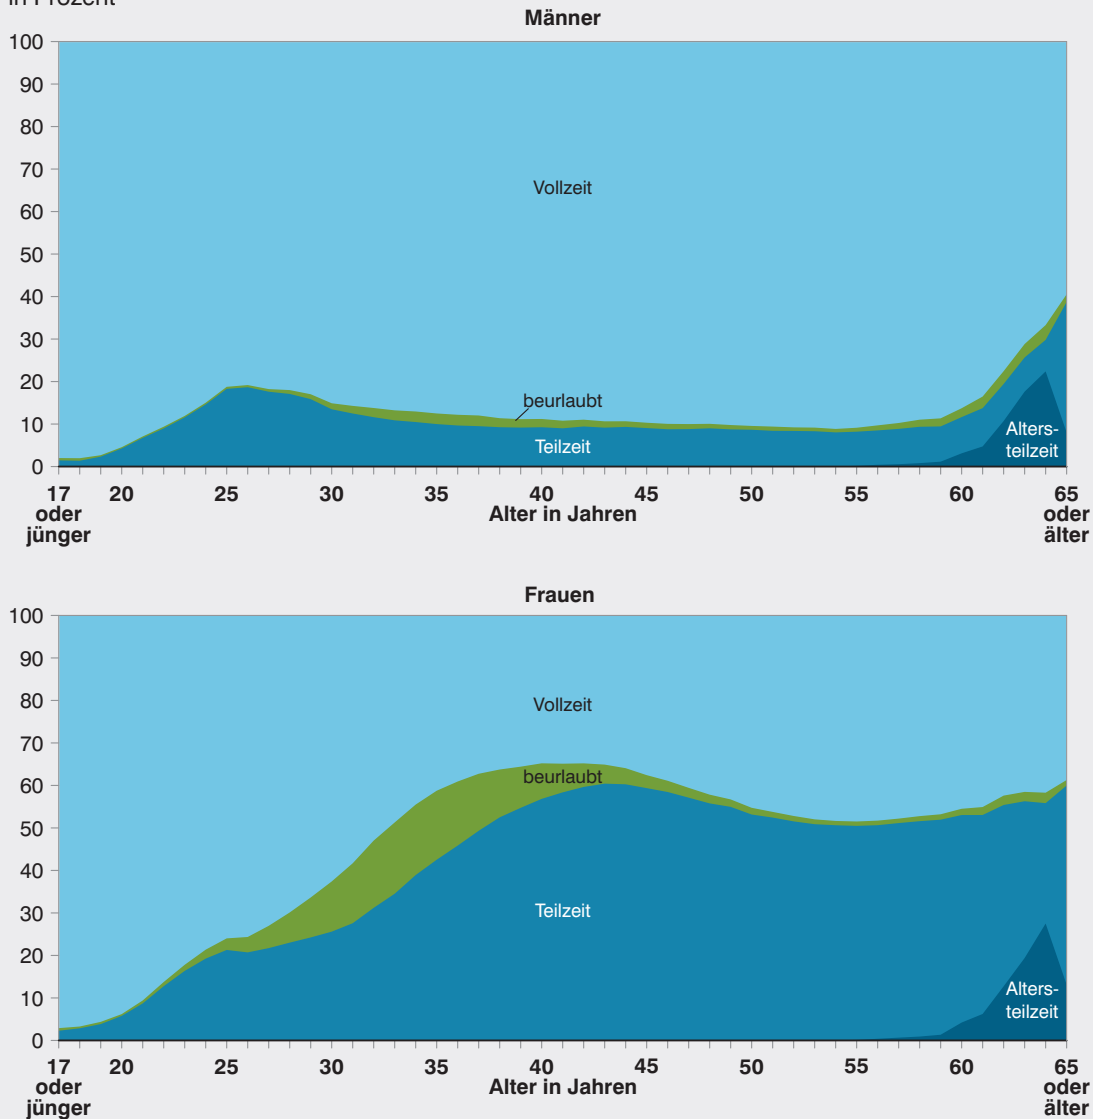 in Prozent
Männer
100
90
80
70
60
50
40
30
20
10
0
Vollzeit
beurlaubt
Teilzeit
Alters-
teilzeit
17 20 25 30 35 40 45 50 55 60 65
oder Alter in Jahren oder
jünger älter
Frauen
100
90
80
70
60
50
40
30
20
10
0
Vollzeit
beurlaubt
Teilzeit
Alters-
teilzeit
17 20 25 30 35 40 45 50 55 60 65
oder Alter in Jahren oder
jünger älter